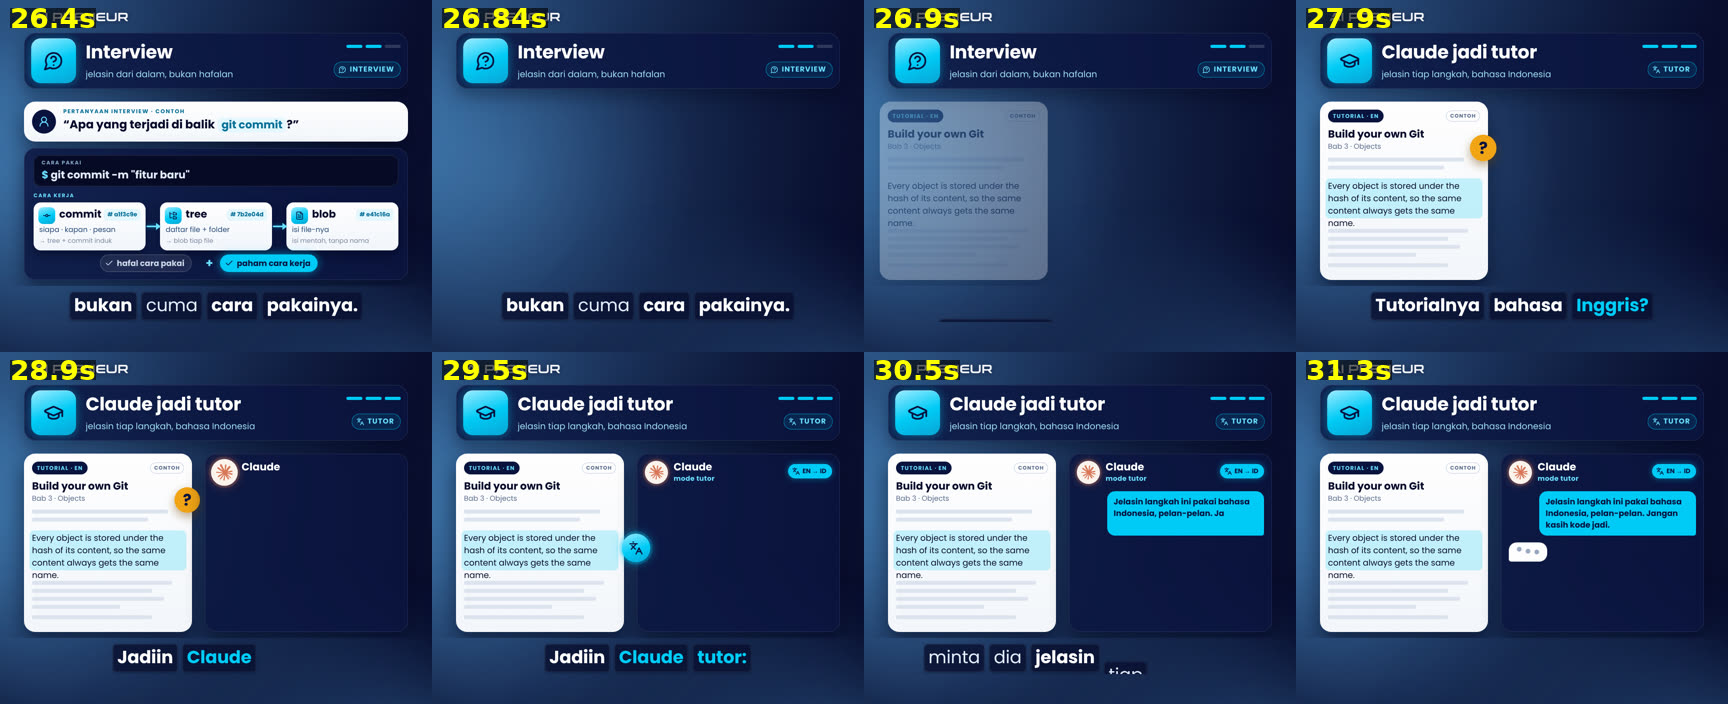 26.4s
EUR
Interview
jelasin dari dalam, bukan hafalan
INTERVIEW
PERTANYAAN INTERVIEW · CONTOH
“Apa yang terjadi di balik git commit ?”
CARA PAKAI
$ git commit -m "fitur baru"
CARA KERJA
commit
# a1f3c9e
siapa · kapan · pesan
→ tree + commit induk
tree
# 7b2e04d
daftar file + folder
→ blob tiap file
blob
# e41c16a
isi file-nya
isi mentah, tanpa nama
hafal cara pakai + paham cara kerja
bukan cuma cara pakainya.
26.84s
EUR
Interview
jelasin dari dalam, bukan hafalan
INTERVIEW
bukan cuma cara pakainya.
26.9s
EUR
Interview
jelasin dari dalam, bukan hafalan
INTERVIEW
TUTORIAL · EN
CONTOH
Build your own Git
Bab 3 · Objects
Every object is stored under the
hash of its content, so the same
content always gets the same
name.
27.9s
EUR
Claude jadi tutor
jelasin tiap langkah, bahasa Indonesia
TUTOR
TUTORIAL · EN
CONTOH
Build your own Git
Bab 3 · Objects
?
Every object is stored under the
hash of its content, so the same
content always gets the same
name.
Tutorialnya bahasa Inggris?
28.9s
EUR
Claude jadi tutor
jelasin tiap langkah, bahasa Indonesia
TUTOR
TUTORIAL · EN
CONTOH
Build your own Git
Bab 3 · Objects
?
Every object is stored under the
hash of its content, so the same
content always gets the same
name.
Claude
Jadiin Claude
29.5s
EUR
Claude jadi tutor
jelasin tiap langkah, bahasa Indonesia
TUTOR
TUTORIAL · EN
CONTOH
Build your own Git
Bab 3 · Objects
Every object is stored under the
hash of its content, so the same
content always gets the same
name.
Claude
mode tutor
EN → ID
Jadiin Claude tutor:
30.5s
EUR
Claude jadi tutor
jelasin tiap langkah, bahasa Indonesia
TUTOR
TUTORIAL · EN
CONTOH
Build your own Git
Bab 3 · Objects
Every object is stored under the
hash of its content, so the same
content always gets the same
name.
Claude
mode tutor
EN → ID
Jelasin langkah ini pakai bahasa
Indonesia, pelan-pelan. Ja
minta dia jelasin tiap
31.3s
EUR
Claude jadi tutor
jelasin tiap langkah, bahasa Indonesia
TUTOR
TUTORIAL · EN
CONTOH
Build your own Git
Bab 3 · Objects
Every object is stored under the
hash of its content, so the same
content always gets the same
name.
Claude
mode tutor
EN → ID
Jelasin langkah ini pakai bahasa
Indonesia, pelan-pelan. Jangan
kasih kode jadi.